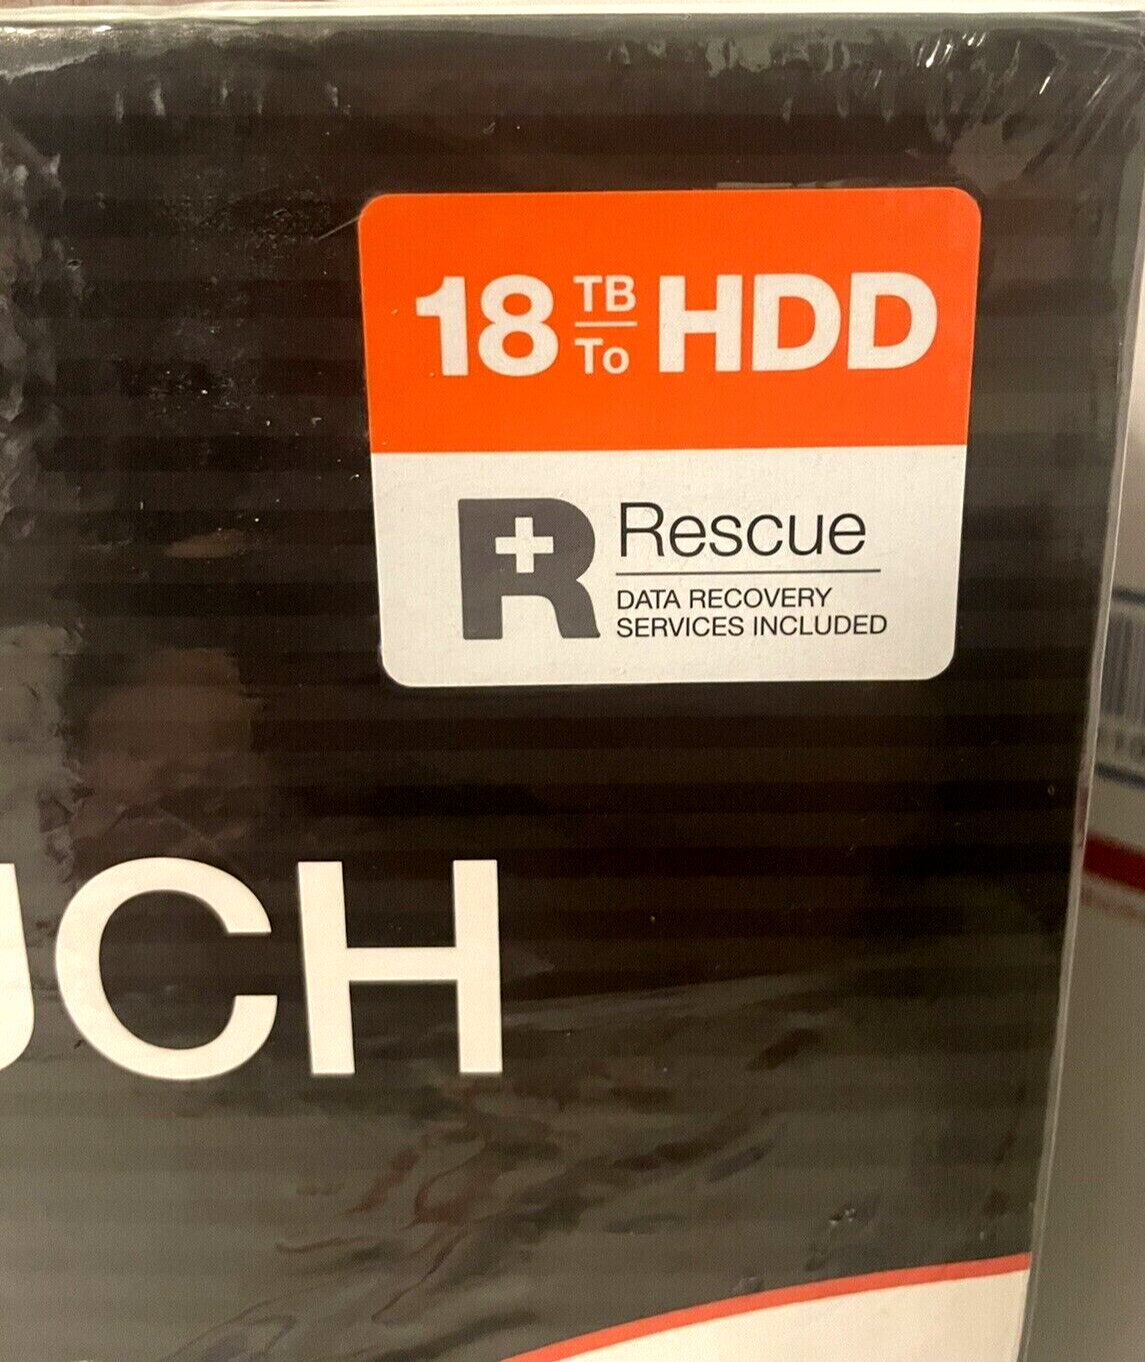 18 TB To HDD
R Rescue
DATA RECOVERY
SERVICES INCLUDED
UCH